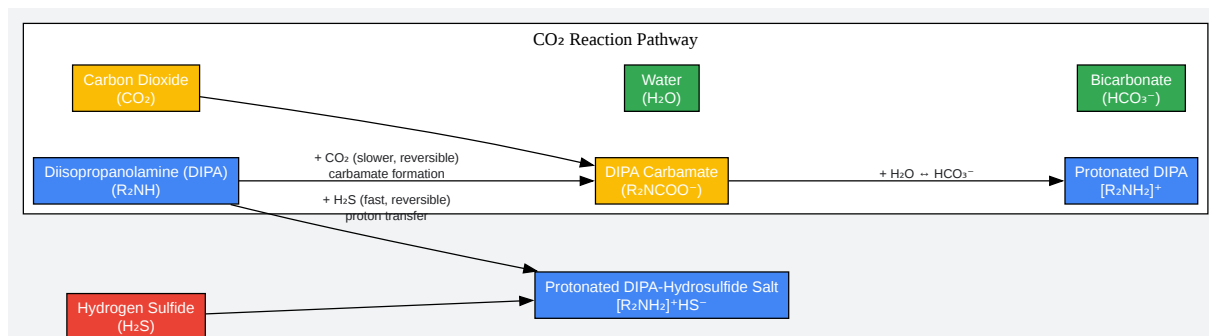 CO₂ Reaction Pathway
Carbon Dioxide
(CO₂)
Water
(H₂O)
Bicarbonate
(HCO₃⁻)
Diisopropanolamine (DIPA)
(R₂NH)
+ CO₂ (slower, reversible)
carbamate formation
DIPA Carbamate
(R₂NCOO⁻)
+ H₂O ↔ HCO₃⁻
Protonated DIPA
[R₂NH₂]⁺
+ H₂S (fast, reversible)
proton transfer
Protonated DIPA-Hydrosulfide Salt
[R₂NH₂]⁺HS⁻
Hydrogen Sulfide
(H₂S)